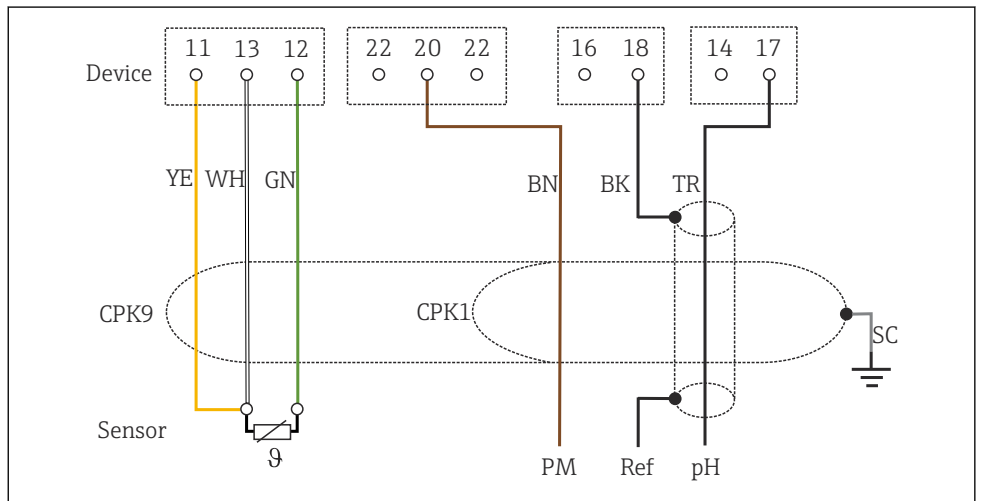 11 13 12 22 20 22 16 18 14 17
Device
YE WH GN BN BK TR
CPK9 CPK1
SC
Sensor
ϑ
PM Ref pH